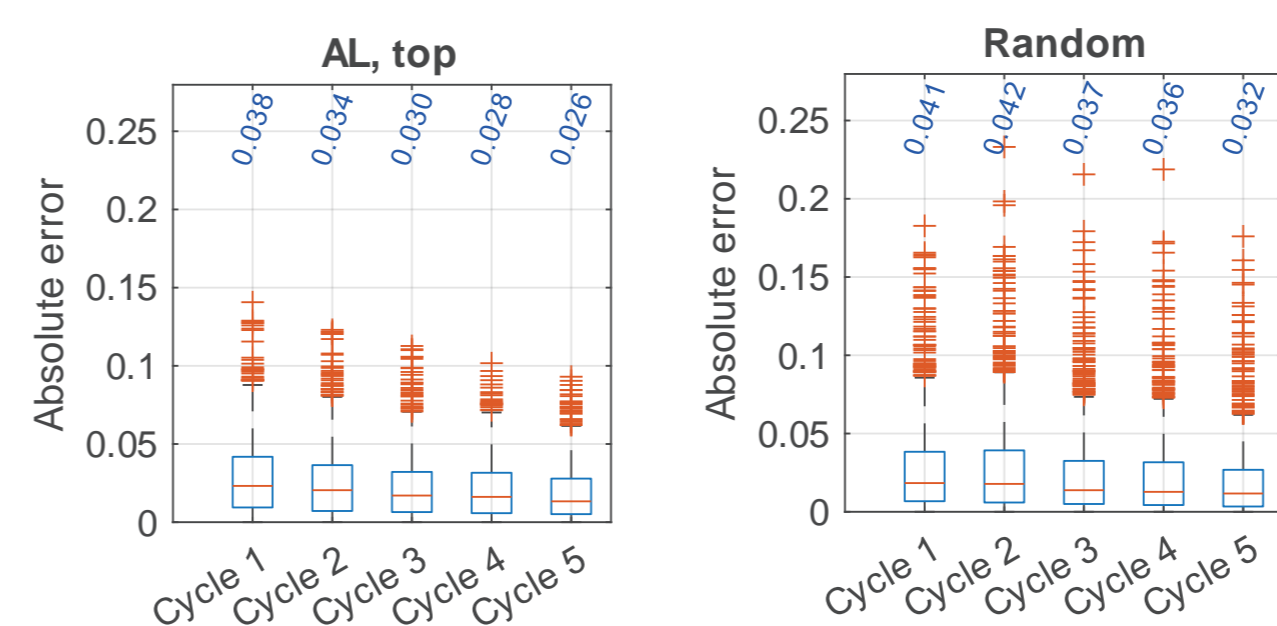 AL, top
0.038 0.034 0.030 0.028 0.026
0.25
0.2
0.15
0.1
0.05
0
Absolute error
Cycle 1 Cycle 2 Cycle 3 Cycle 4 Cycle 5
Random
0.041 0.042 0.037 0.036 0.032
0.25
0.2
0.15
0.1
0.05
0
Absolute error
Cycle 1 Cycle 2 Cycle 3 Cycle 4 Cycle 5